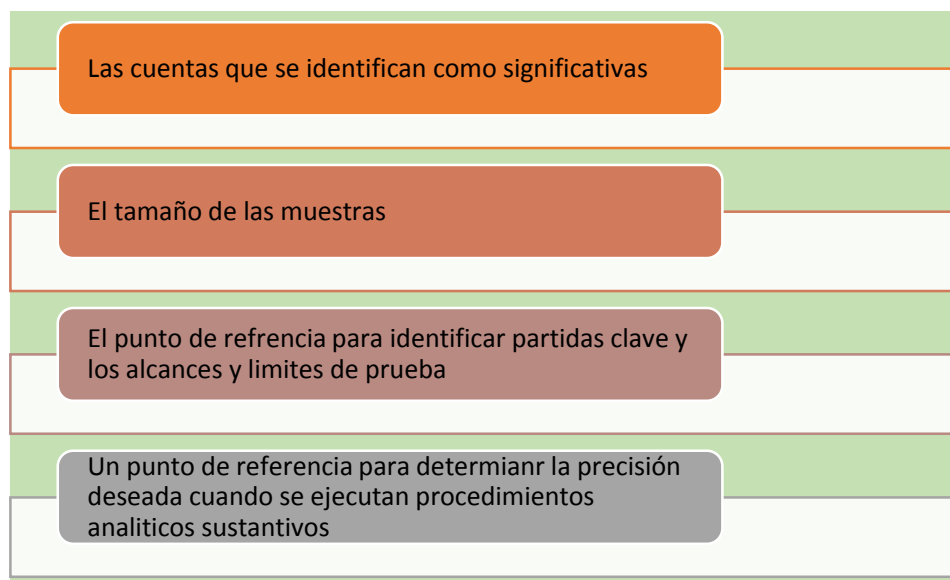 Las cuentas que se identifican como significativas
El tamaño de las muestras
El punto de refrencia para identificar partidas clave y
los alcances y limites de prueba
Un punto de referencia para determianr la precisión
deseada cuando se ejecutan procedimientos
analiticos sustantivos